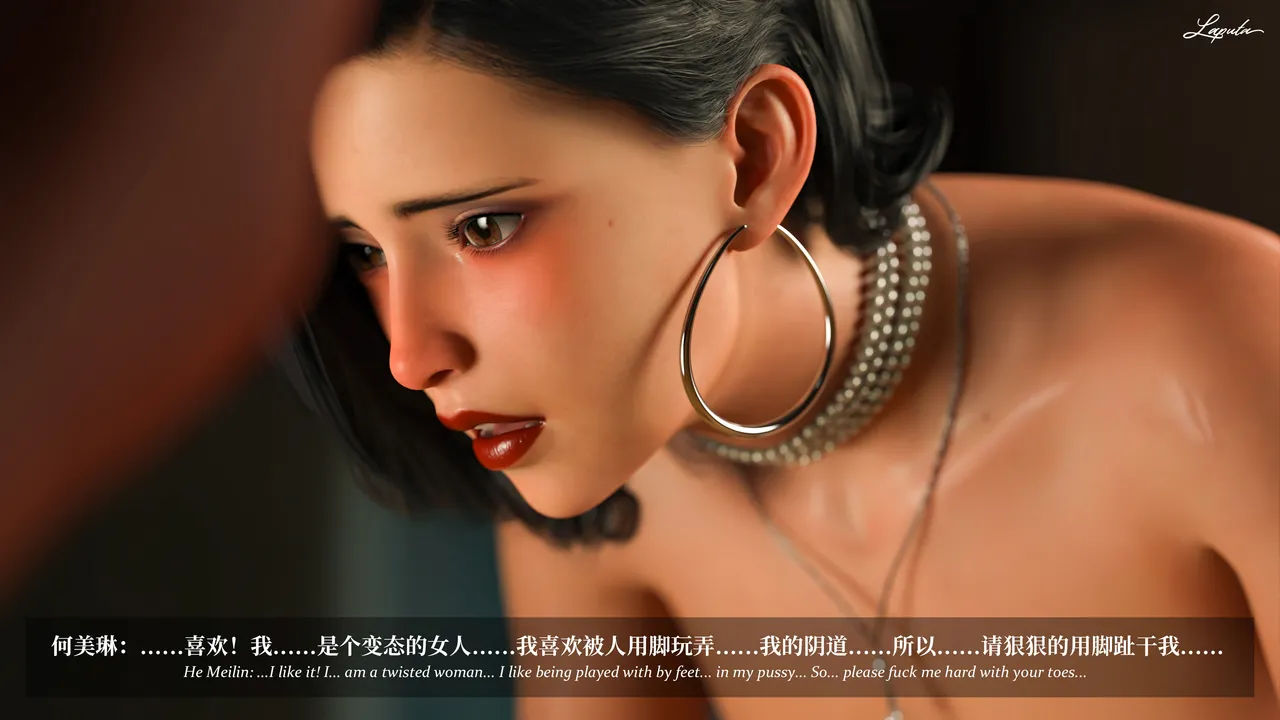 Laputa
何美琳：……喜欢！我……是个变态的女人……我喜欢被人用脚玩弄……我的阴道……所以……请狠狠的用脚趾干我……
He Meilin: ...I like it! I... am a twisted woman... I like being played with by feet... in my pussy... So... please fuck me hard with your toes...